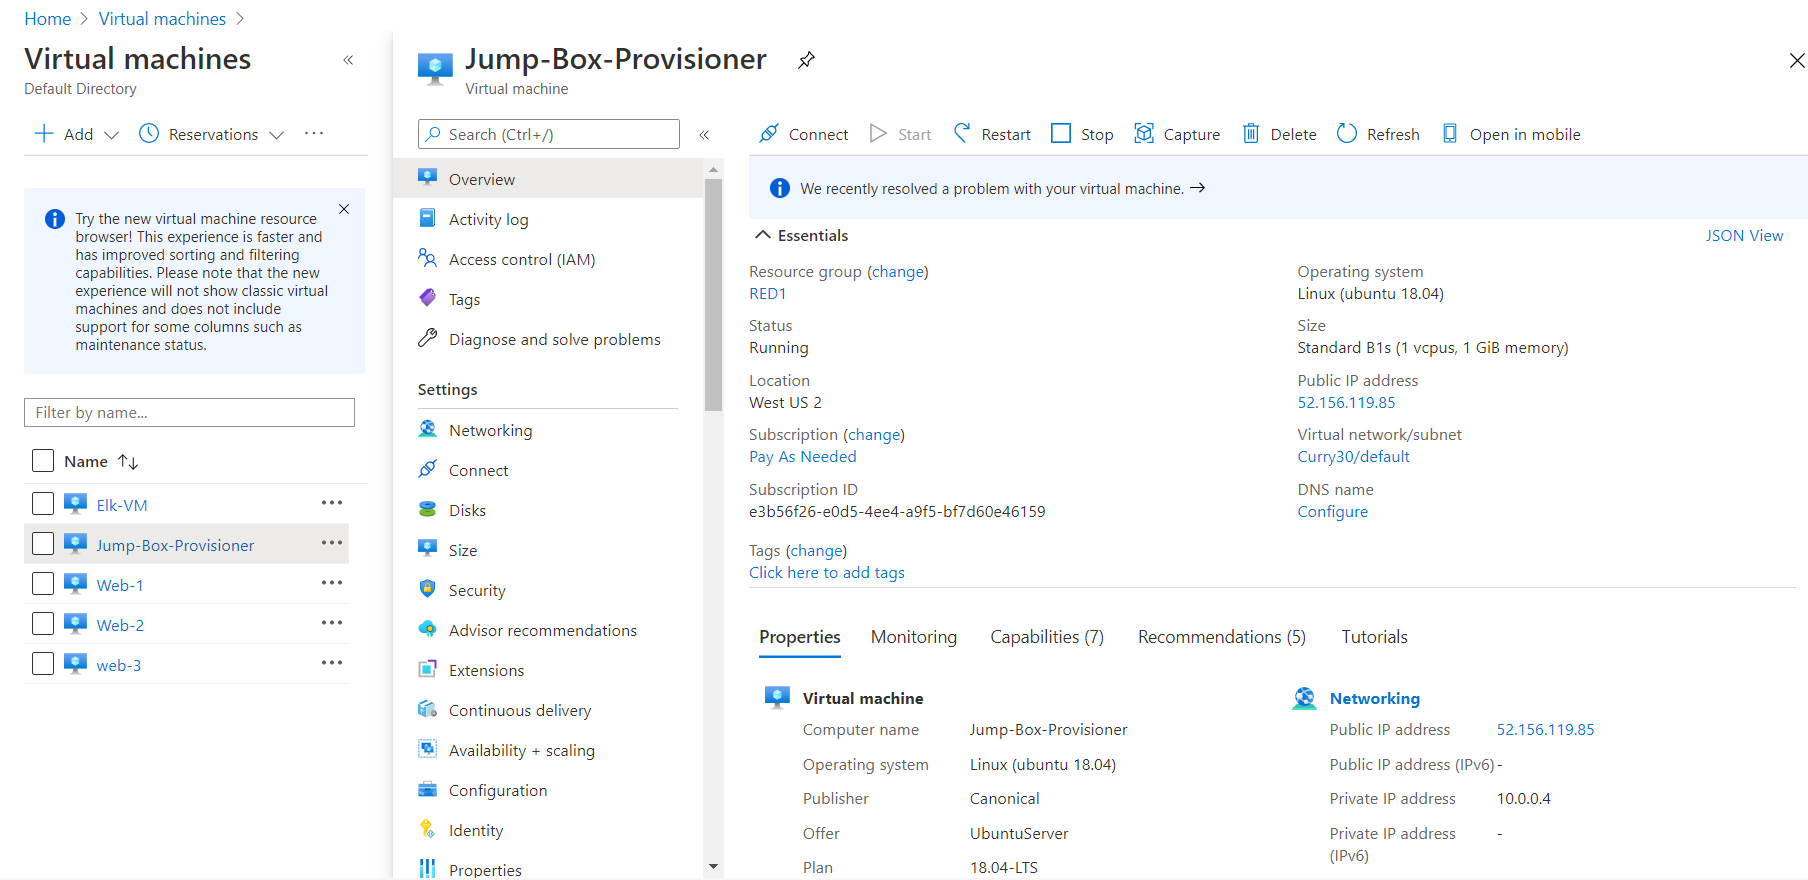 Home > Virtual machines >
Virtual machines «
Default Directory
Add Reservations ...
Try the new virtual machine resource
browser! This experience is faster and
has improved sorting and filtering
capabilities. Please note that the new
experience will not show classic virtual
machines and does not include
support for some columns such as
maintenance status.
Filter by name...
Name ↑↓
Elk-VM ...
Jump-Box-Provisioner ...
Web-1 ...
Web-2 ...
web-3 ...
Jump-Box-Provisioner
Virtual machine
Search (Ctrl+/) «
Overview
Activity log
Access control (IAM)
Tags
Diagnose and solve problems
Settings
Networking
Connect
Disks
Size
Security
Advisor recommendations
Extensions
Continuous delivery
Availability + scaling
Configuration
Identity
Properties
Connect Start Restart Stop Capture Delete Refresh Open in mobile
We recently resolved a problem with your virtual machine. →
Essentials JSON View
Resource group (change)
RED1
Status
Running
Location
West US 2
Subscription (change)
Pay As Needed
Subscription ID
e3b56f26-e0d5-4ee4-a9f5-bf7d60e46159
Tags (change)
Click here to add tags
Operating system
Linux (ubuntu 18.04)
Size
Standard B1s (1 vcpus, 1 GiB memory)
Public IP address
52.156.119.85
Virtual network/subnet
Curry30/default
DNS name
Configure
Properties Monitoring Capabilities (7) Recommendations (5) Tutorials
Virtual machine
Computer name Jump-Box-Provisioner
Operating system Linux (ubuntu 18.04)
Publisher Canonical
Offer UbuntuServer
Plan 18.04-LTS
Networking
Public IP address 52.156.119.85
Public IP address (IPv6) -
Private IP address 10.0.0.4
Private IP address -
(IPv6)